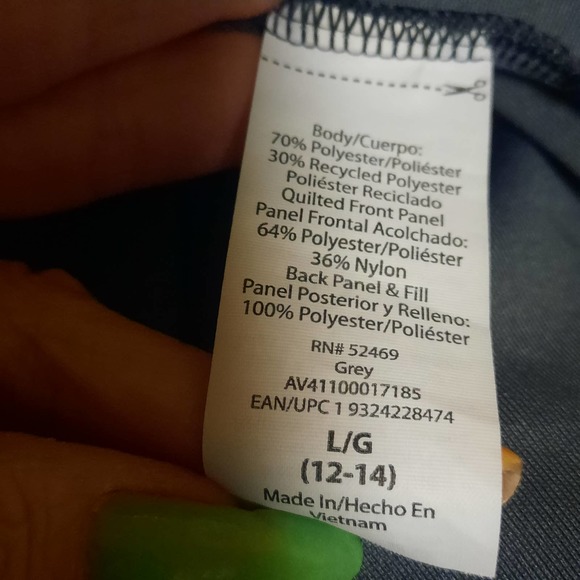 Body/Cuerpo:
70% Polyester/Poliéster
30% Recycled Polyester
Poliéster Reciclado
Quilted Front Panel
Panel Frontal Acolchado:
64% Polyester/Poliéster
36% Nylon
Back Panel & Fill
Panel Posterior y Relleno:
100% Polyester/Poliéster
RN# 52469
Grey
AV4110001718S
EAN/UPC 1 9324228474
L/G
(12-14)
Made In/Hecho En
Vietnam